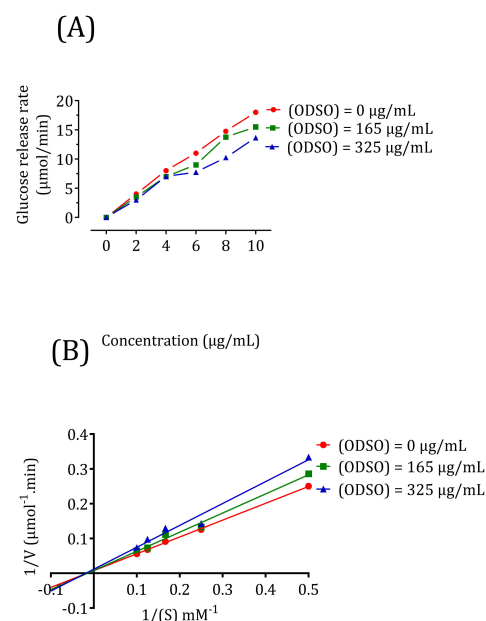 (A)
Glucose release rate
(µmol/min)
20
15
10
5
0
0 2 4 6 8 10
(ODSO) = 0 µg/mL
(ODSO) = 165 µg/mL
(ODSO) = 325 µg/mL
Concentration (µg/mL)
(B)
1/V (µmol⁻¹.min)
0.4
0.3
0.2
0.1
-0.1
-0.1 0.1 0.2 0.3 0.4 0.5
1/(S) mM⁻¹
(ODSO) = 0 µg/mL
(ODSO) = 165 µg/mL
(ODSO) = 325 µg/mL